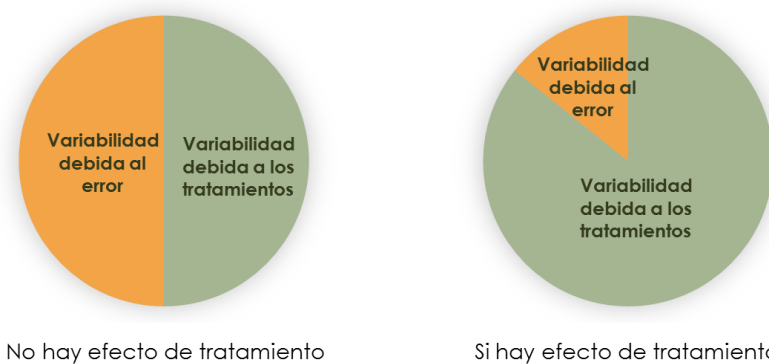 Variabilidad
debida al
error
Variabilidad
debida a los
tratamientos
Variabilidad
debida al
error
Variabilidad
debida a los
tratamientos
No hay efecto de tratamiento
Si hay efecto de tratamiento